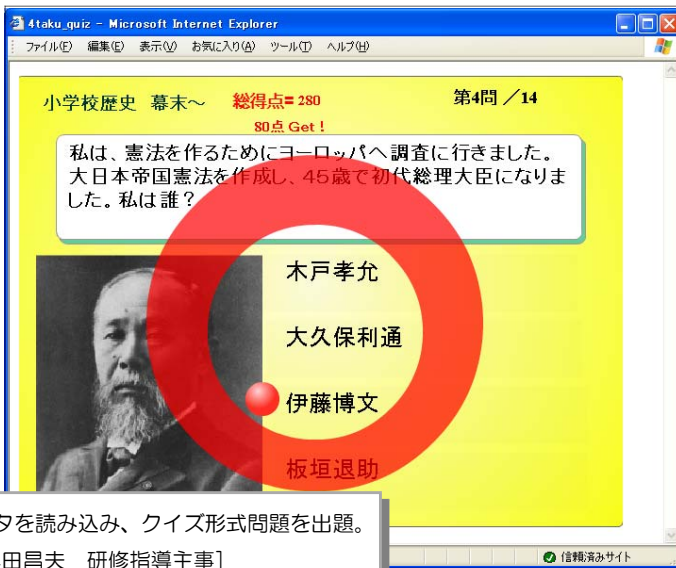 4taku_quiz - Microsoft Internet Explorer
ファイル(F) 編集(E) 表示(V) お気に入り(A) ツール(T) ヘルプ(H)
小学校歴史 幕末～ 総得点= 280 第4問 ／14
80点 Get !
私は、憲法を作るためにヨーロッパへ調査に行きました。
大日本帝国憲法を作成し、45歳で初代総理大臣になりま
した。私は誰？
木戸孝允
大久保利通
伊藤博文
板垣退助
タを読み込み、クイズ形式問題を出題。
田昌夫 研修指導主事]
信頼済みサイト